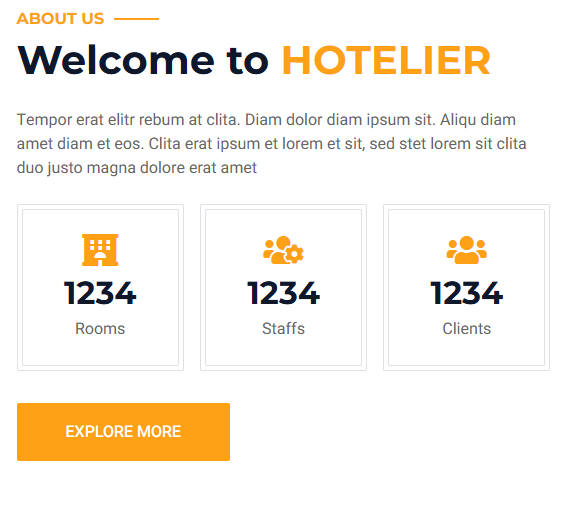 ABOUT US
Welcome to HOTELIER
Tempor erat elitr rebum at clita. Diam dolor diam ipsum sit. Aliqu diam
amet diam et eos. Clita erat ipsum et lorem et sit, sed stet lorem sit clita
duo justo magna dolore erat amet
1234 1234 1234
Rooms Staffs Clients
EXPLORE MORE